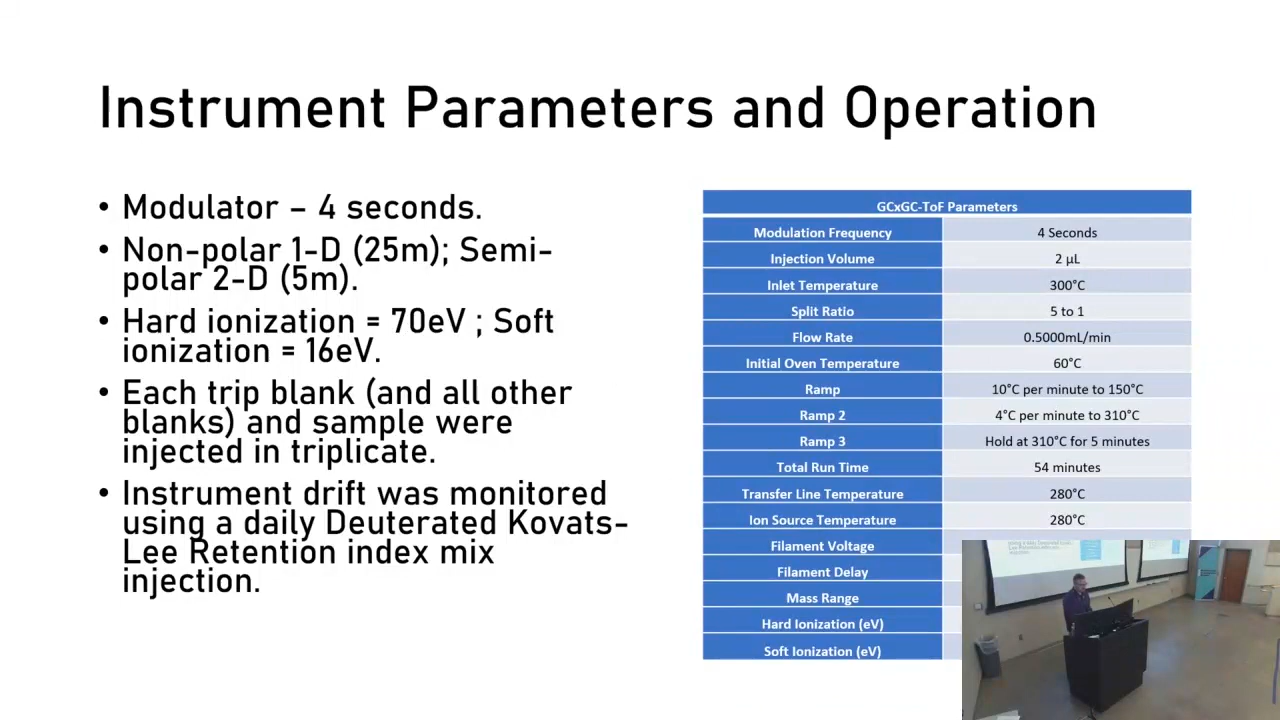 Instrument Parameters and Operation
• Modulator – 4 seconds.
• Non-polar 1-D (25m); Semi-
polar 2-D (5m).
• Hard ionization = 70eV ; Soft
ionization = 16eV.
• Each trip blank (and all other
blanks) and sample were
injected in triplicate.
• Instrument drift was monitored
using a daily Deuterated Kovats-
Lee Retention index mix
injection.
GCxGC-ToF Parameters
Modulation Frequency 4 Seconds
Injection Volume 2 µL
Inlet Temperature 300°C
Split Ratio 5 to 1
Flow Rate 0.5000mL/min
Initial Oven Temperature 60°C
Ramp 10°C per minute to 150°C
Ramp 2 4°C per minute to 310°C
Ramp 3 Hold at 310°C for 5 minutes
Total Run Time 54 minutes
Transfer Line Temperature 280°C
Ion Source Temperature 280°C
Filament Voltage
Filament Delay
Mass Range
Hard Ionization (eV)
Soft Ionization (eV)